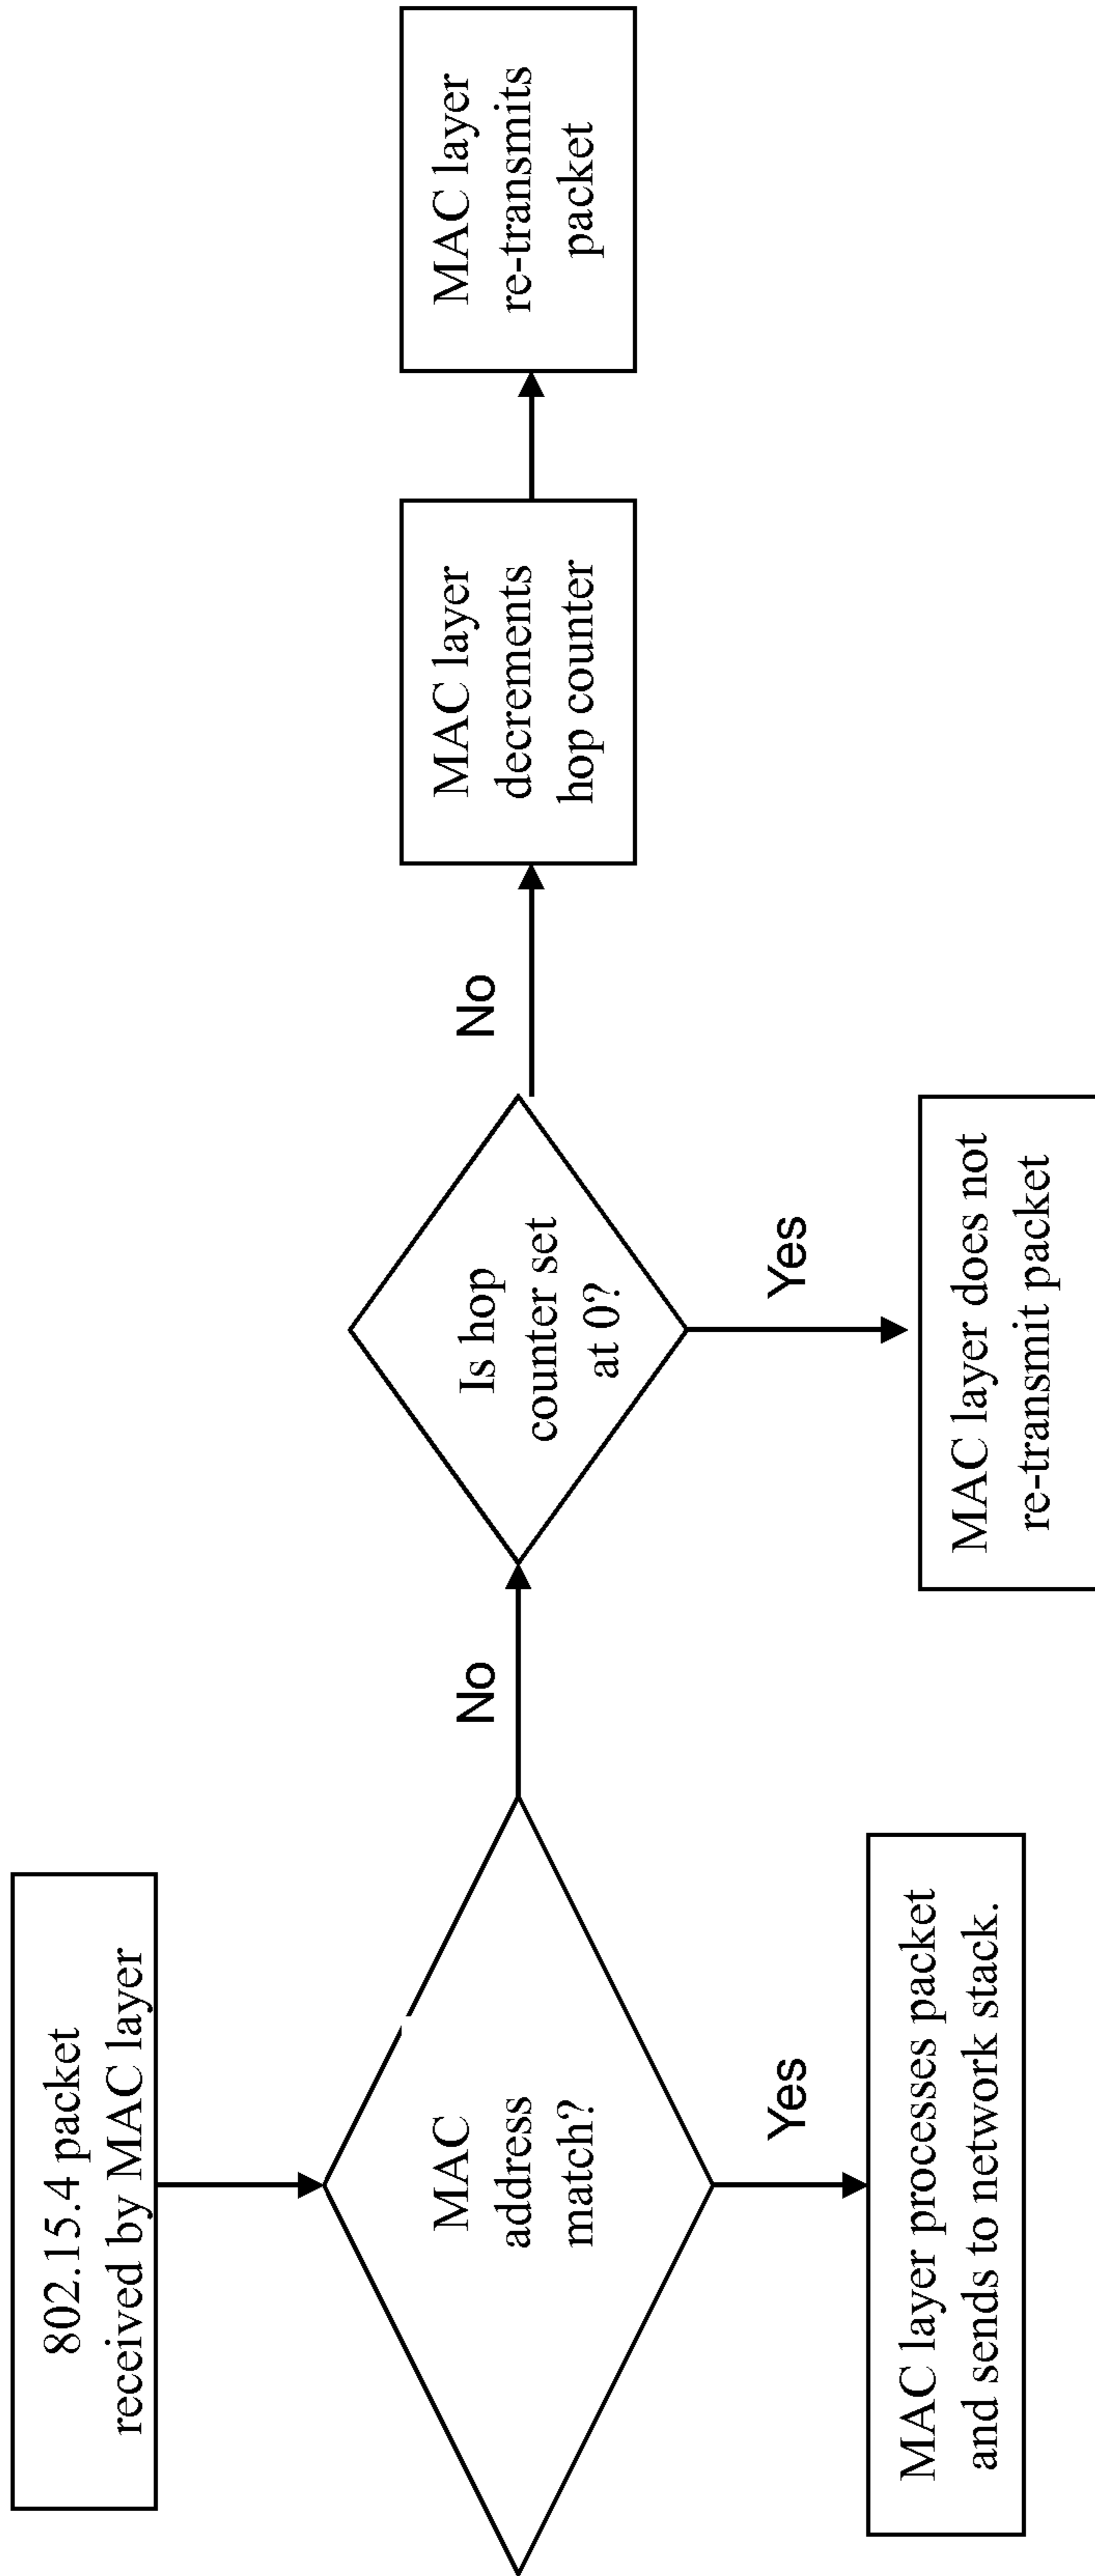 802.15.4 packet
received by MAC layer
MAC
address
match?
Yes
MAC layer processes packet
and sends to network stack.
No
Is hop
counter set
at 0?
Yes
MAC layer does not
re-transmit packet
No
MAC layer
decrements
hop counter
MAC layer
re-transmits
packet